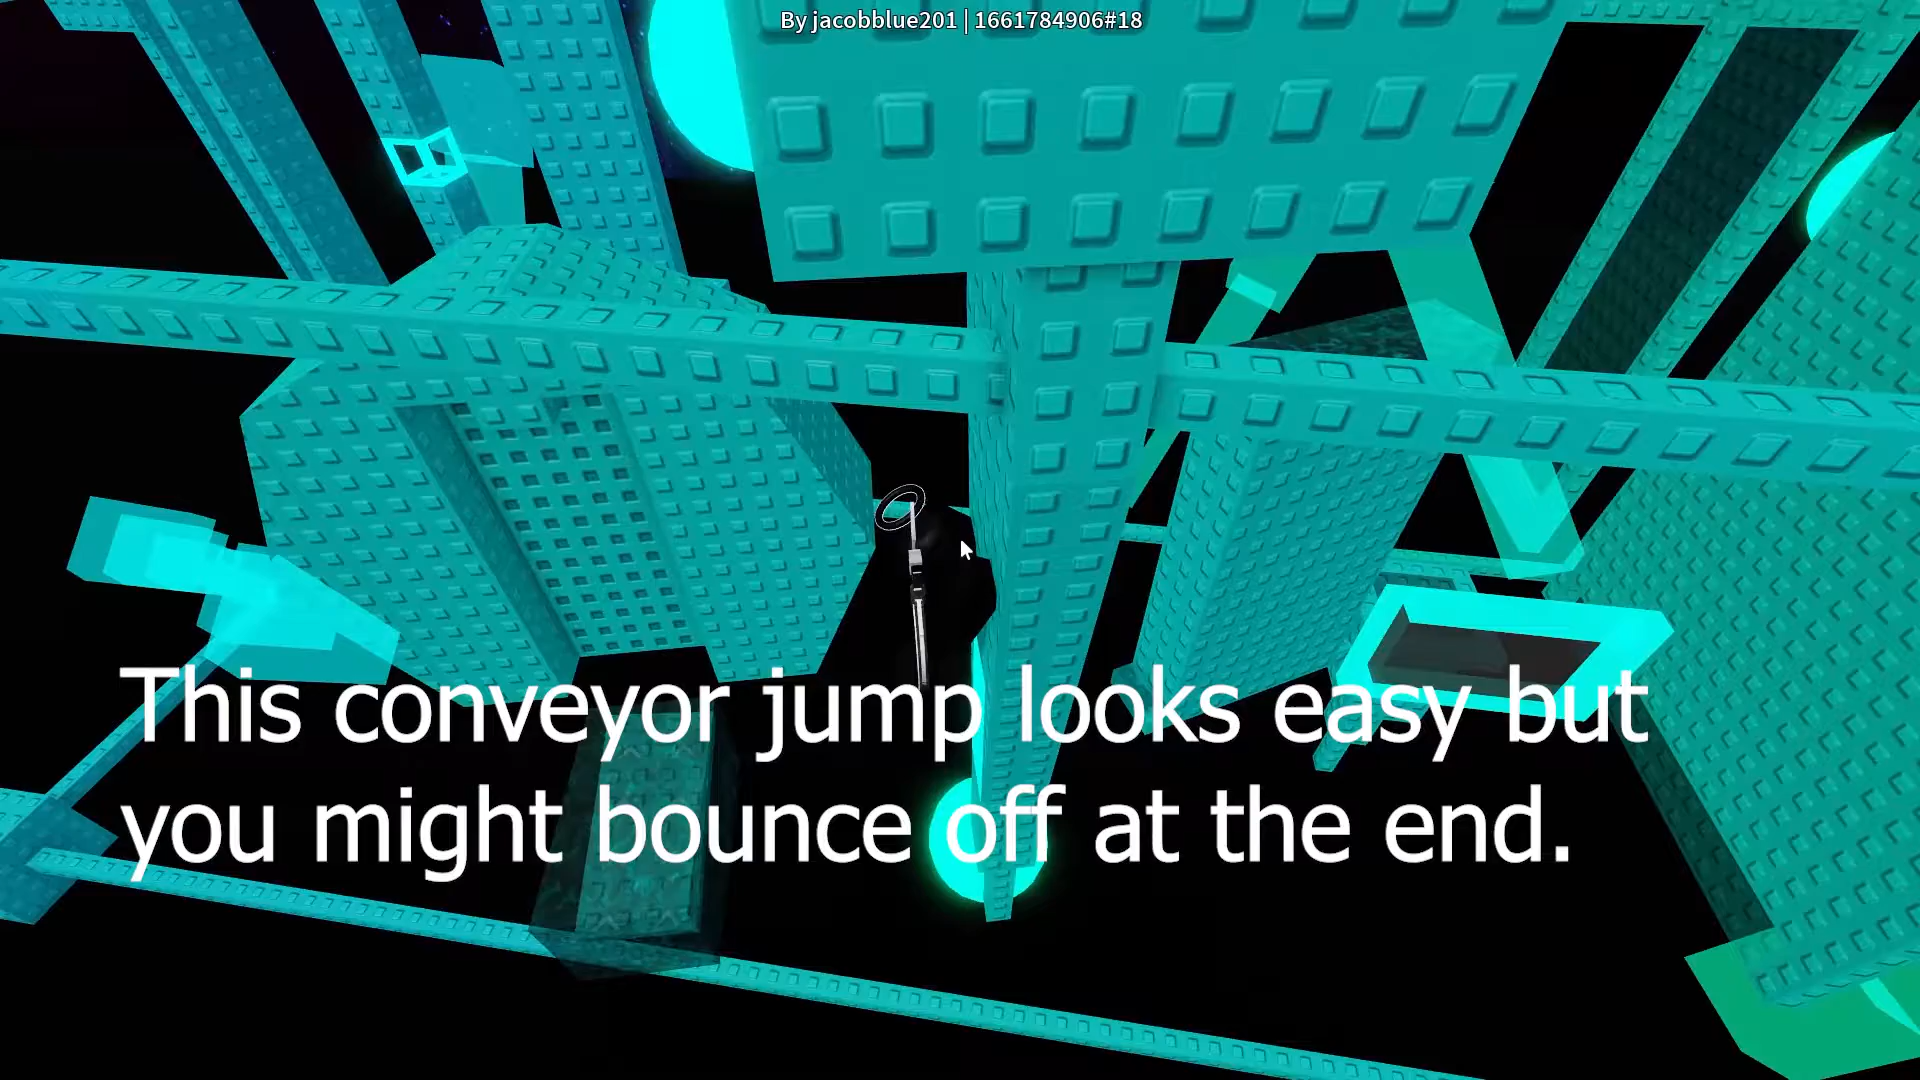 By jacobblue201 | 1661784906#18
This conveyor jump looks easy but
you might bounce off at the end.